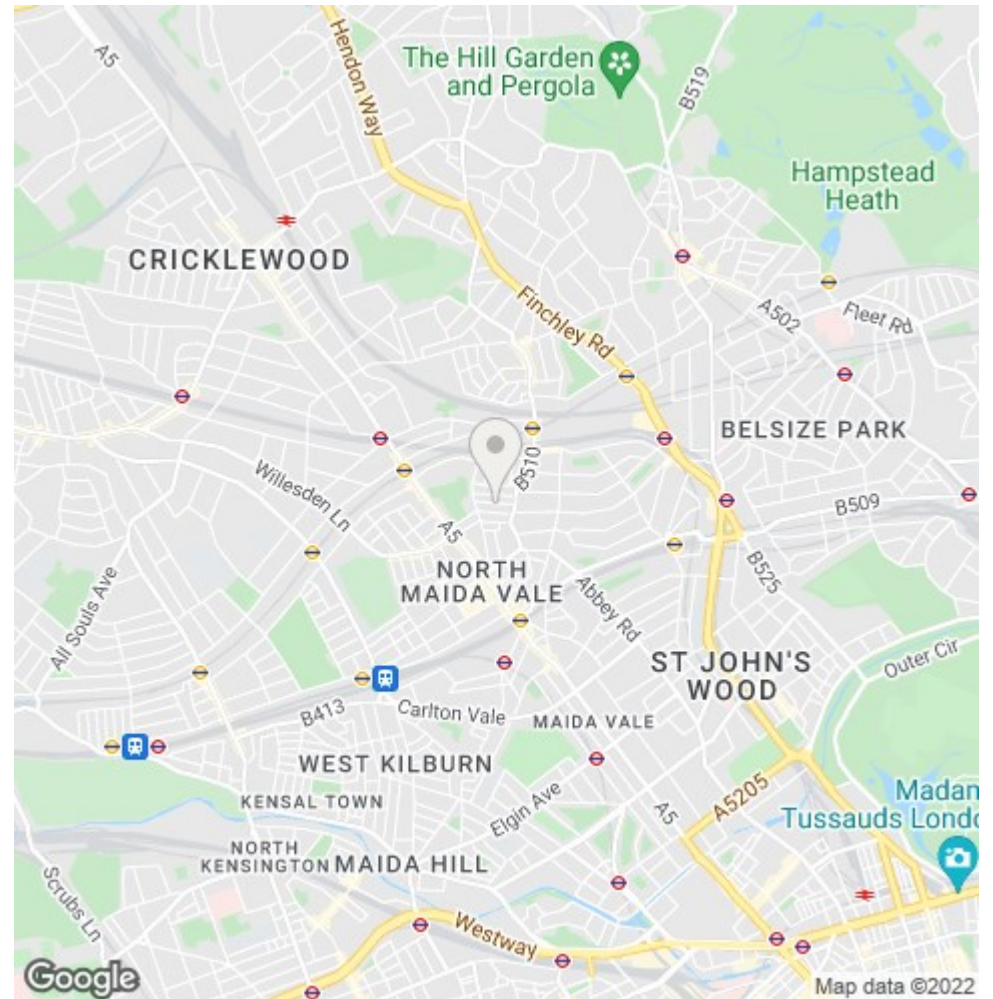 A5
Hendon Way
The Hill Garden
and Pergola
B519
Hampstead
Heath
CRICKLEWOOD
Finchley Rd
A502
Fleet Rd
BELSIZE PARK
Willesden Ln
B510
B509
A5
NORTH
MAIDA VALE
Abbey Rd
B525
All Souls Ave
ST JOHN'S
WOOD
Outer Cir
B413
Carlton Vale
MAIDA VALE
WEST KILBURN
KENSAL TOWN
Elgin Ave
A5
A5205
Madam
Tussauds Londo
NORTH
KENSINGTON
MAIDA HILL
Scrubs Ln
Westway
Google
Map data ©2022